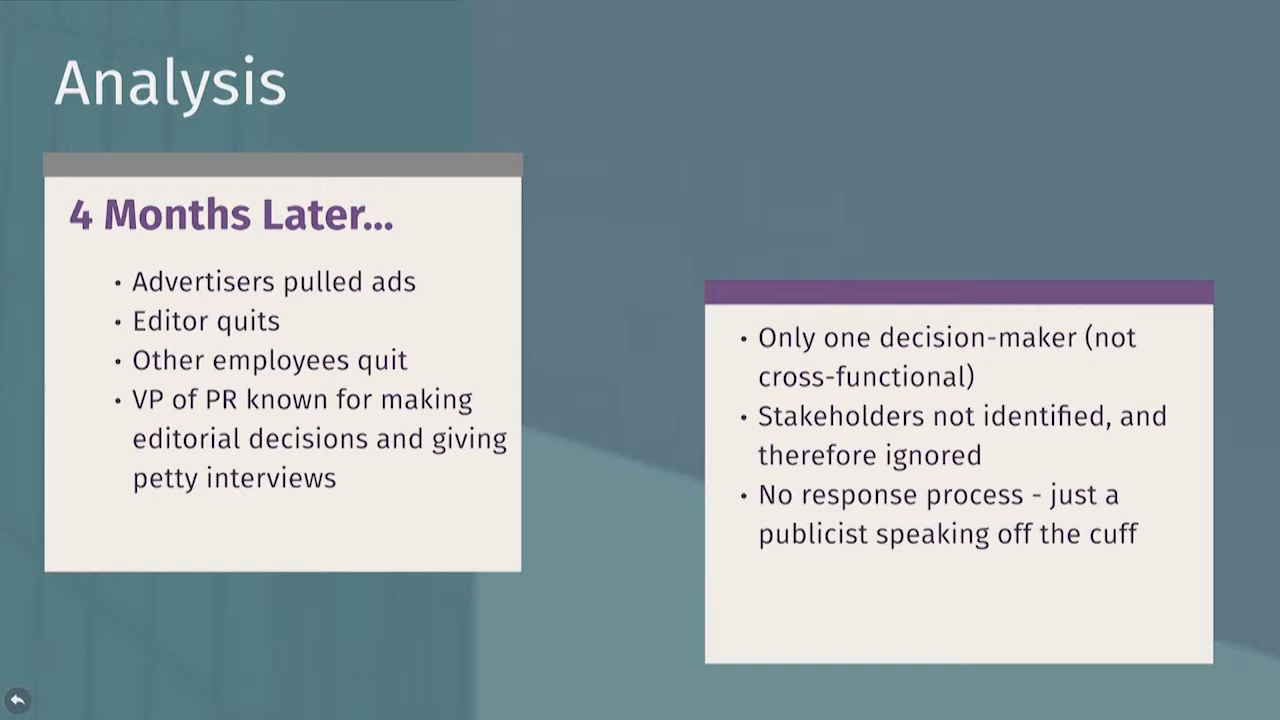 Analysis
4 Months Later...
• Advertisers pulled ads
• Editor quits
• Other employees quit
• VP of PR known for making
editorial decisions and giving
petty interviews
• Only one decision-maker (not
cross-functional)
• Stakeholders not identified, and
therefore ignored
• No response process - just a
publicist speaking off the cuff